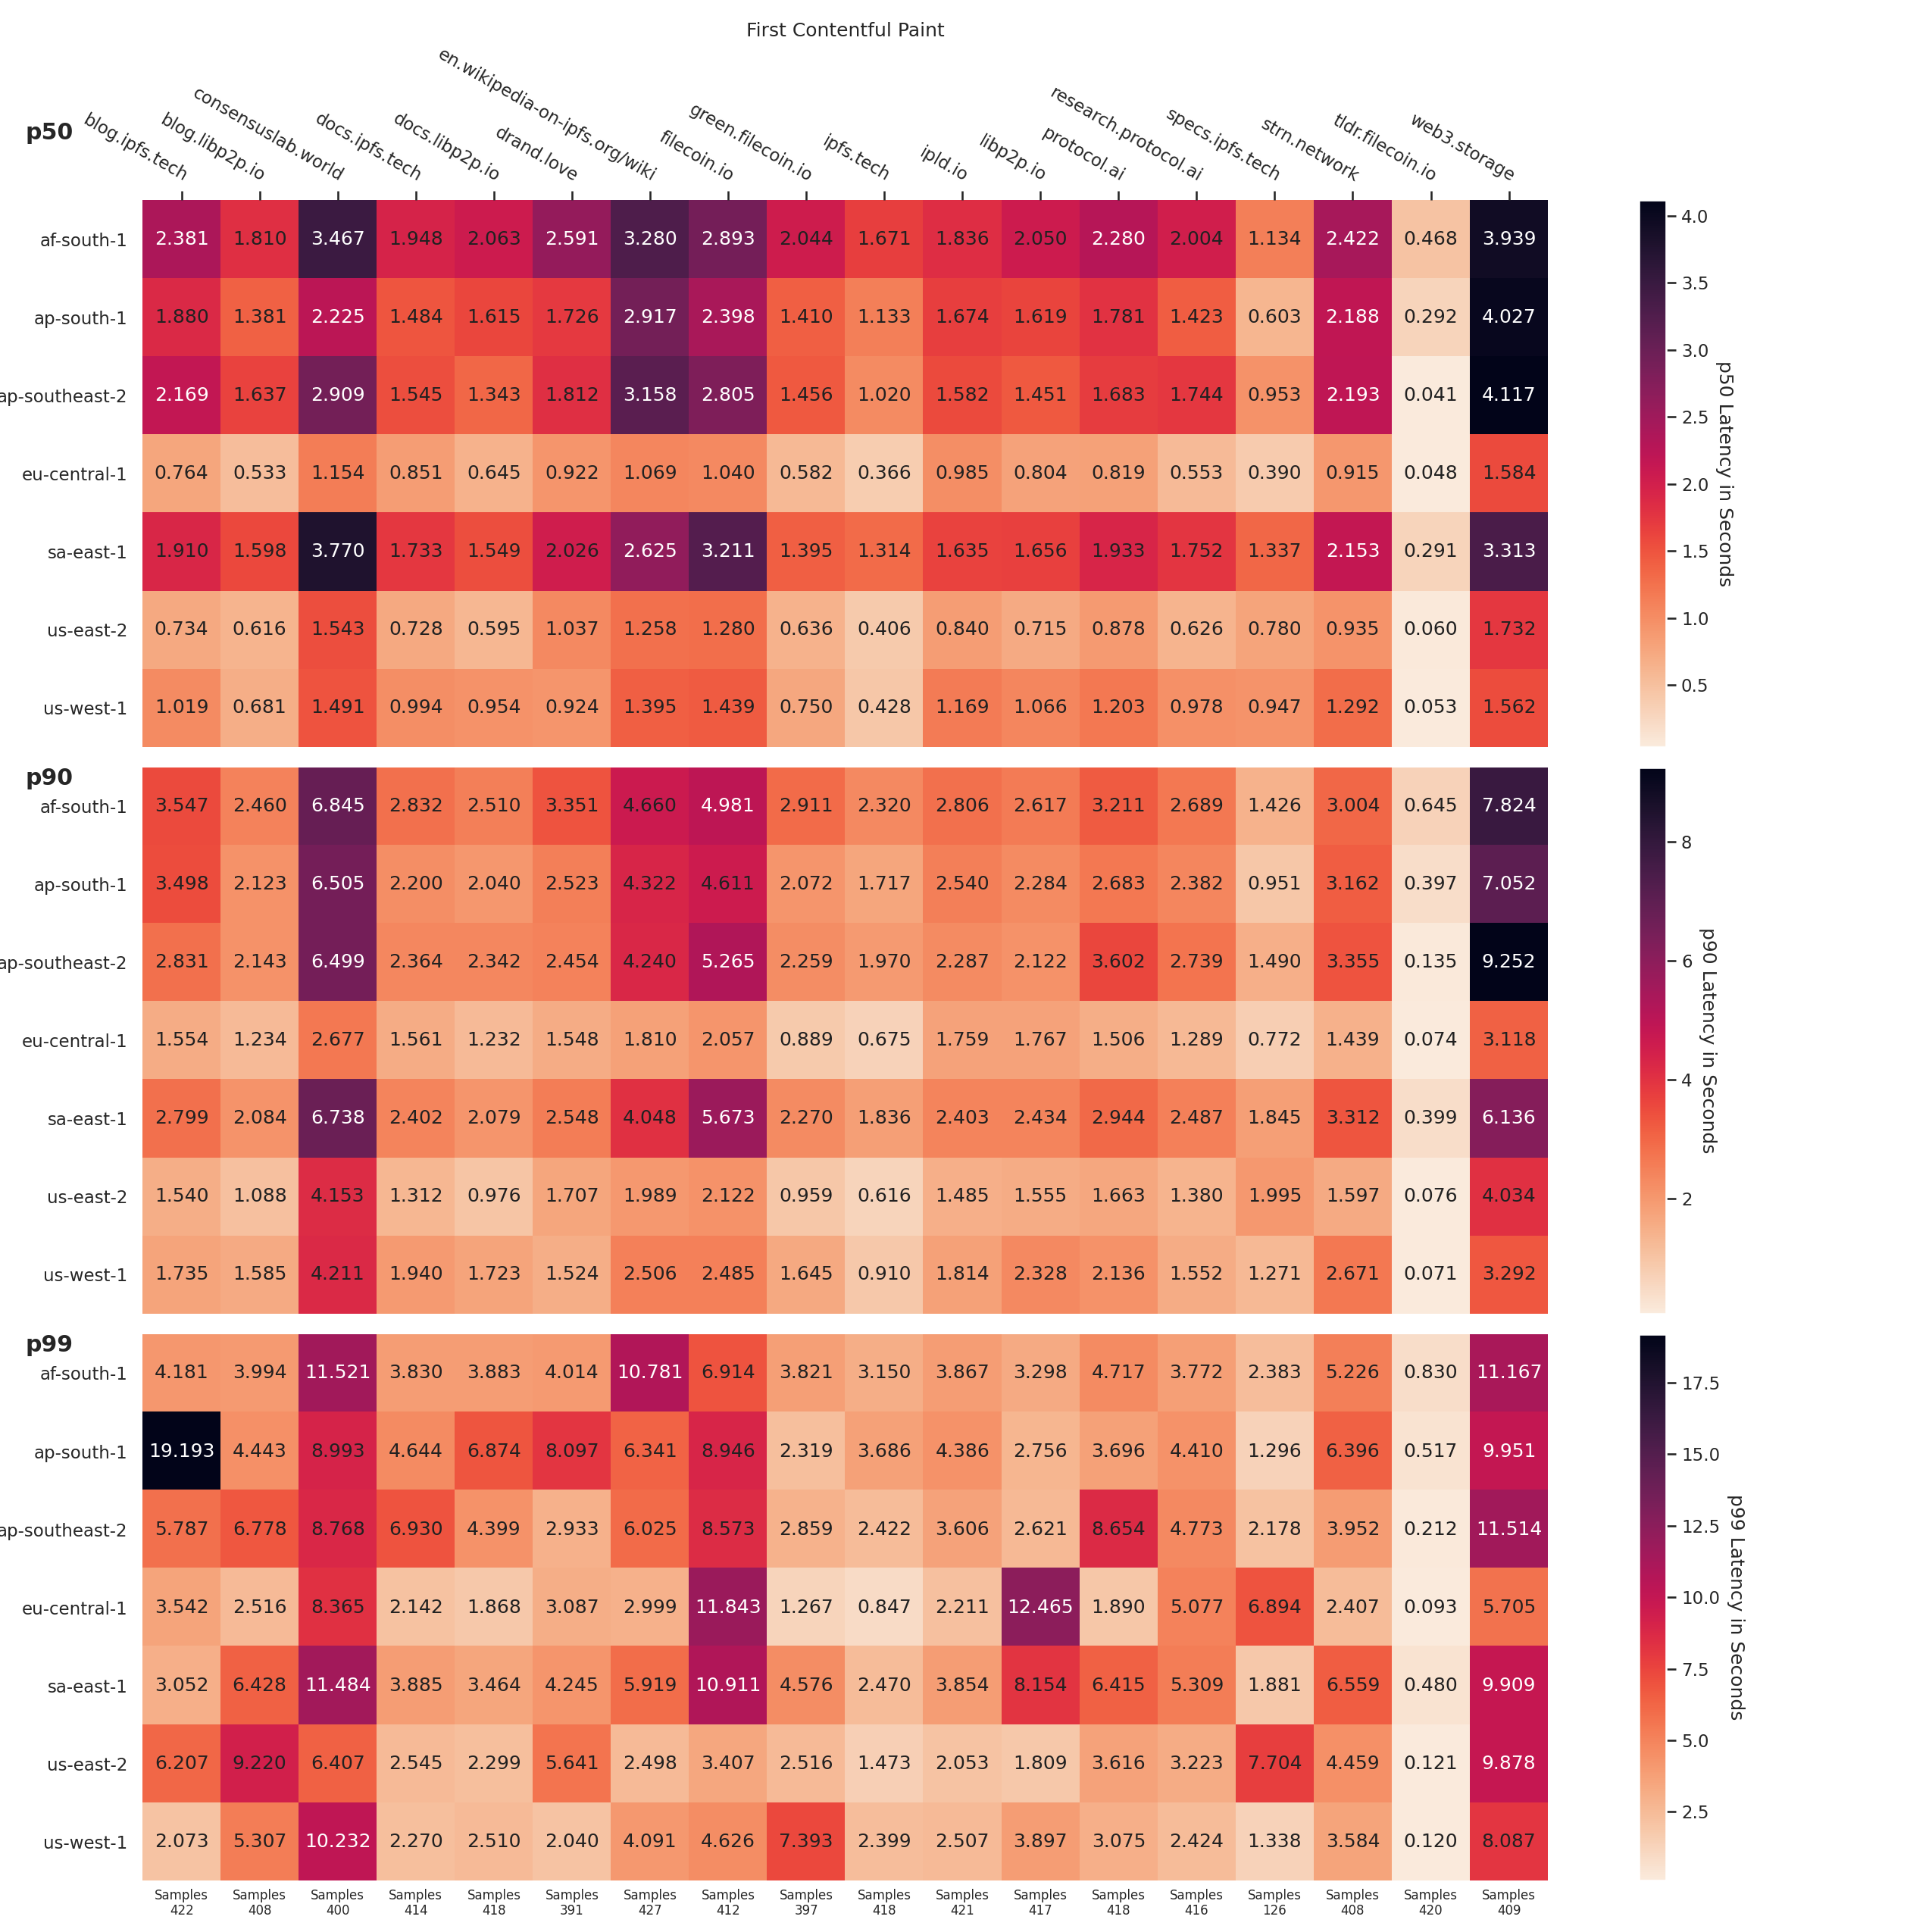 First Contentful Paint
p50
blog.ipfs.tech
blog.libp2p.io
consensuslab.world
docs.ipfs.tech
docs.libp2p.io
drand.love
en.wikipedia-on-ipfs.org/wiki
filecoin.io
green.filecoin.io
ipfs.tech
ipld.io
libp2p.io
protocol.ai
research.protocol.ai
specs.ipfs.tech
strn.network
tldr.filecoin.io
web3.storage
af-south-1 2.381 1.810 3.467 1.948 2.063 2.591 3.280 2.893 2.044 1.671 1.836 2.050 2.280 2.004 1.134 2.422 0.468 3.939
ap-south-1 1.880 1.381 2.225 1.484 1.615 1.726 2.917 2.398 1.410 1.133 1.674 1.619 1.781 1.423 0.603 2.188 0.292 4.027
ap-southeast-2 2.169 1.637 2.909 1.545 1.343 1.812 3.158 2.805 1.456 1.020 1.582 1.451 1.683 1.744 0.953 2.193 0.041 4.117
eu-central-1 0.764 0.533 1.154 0.851 0.645 0.922 1.069 1.040 0.582 0.366 0.985 0.804 0.819 0.553 0.390 0.915 0.048 1.584
sa-east-1 1.910 1.598 3.770 1.733 1.549 2.026 2.625 3.211 1.395 1.314 1.635 1.656 1.933 1.752 1.337 2.153 0.291 3.313
us-east-2 0.734 0.616 1.543 0.728 0.595 1.037 1.258 1.280 0.636 0.406 0.840 0.715 0.878 0.626 0.780 0.935 0.060 1.732
us-west-1 1.019 0.681 1.491 0.994 0.954 0.924 1.395 1.439 0.750 0.428 1.169 1.066 1.203 0.978 0.947 1.292 0.053 1.562
4.0
3.5
3.0
2.5
2.0
1.5
1.0
0.5
p50 Latency in Seconds
p90
af-south-1 3.547 2.460 6.845 2.832 2.510 3.351 4.660 4.981 2.911 2.320 2.806 2.617 3.211 2.689 1.426 3.004 0.645 7.824
ap-south-1 3.498 2.123 6.505 2.200 2.040 2.523 4.322 4.611 2.072 1.717 2.540 2.284 2.683 2.382 0.951 3.162 0.397 7.052
ap-southeast-2 2.831 2.143 6.499 2.364 2.342 2.454 4.240 5.265 2.259 1.970 2.287 2.122 3.602 2.739 1.490 3.355 0.135 9.252
eu-central-1 1.554 1.234 2.677 1.561 1.232 1.548 1.810 2.057 0.889 0.675 1.759 1.767 1.506 1.289 0.772 1.439 0.074 3.118
sa-east-1 2.799 2.084 6.738 2.402 2.079 2.548 4.048 5.673 2.270 1.836 2.403 2.434 2.944 2.487 1.845 3.312 0.399 6.136
us-east-2 1.540 1.088 4.153 1.312 0.976 1.707 1.989 2.122 0.959 0.616 1.485 1.555 1.663 1.380 1.995 1.597 0.076 4.034
us-west-1 1.735 1.585 4.211 1.940 1.723 1.524 2.506 2.485 1.645 0.910 1.814 2.328 2.136 1.552 1.271 2.671 0.071 3.292
8
6
4
2
p90 Latency in Seconds
p99
af-south-1 4.181 3.994 11.521 3.830 3.883 4.014 10.781 6.914 3.821 3.150 3.867 3.298 4.717 3.772 2.383 5.226 0.830 11.167
ap-south-1 19.193 4.443 8.993 4.644 6.874 8.097 6.341 8.946 2.319 3.686 4.386 2.756 3.696 4.410 1.296 6.396 0.517 9.951
ap-southeast-2 5.787 6.778 8.768 6.930 4.399 2.933 6.025 8.573 2.859 2.422 3.606 2.621 8.654 4.773 2.178 3.952 0.212 11.514
eu-central-1 3.542 2.516 8.365 2.142 1.868 3.087 2.999 11.843 1.267 0.847 2.211 12.465 1.890 5.077 6.894 2.407 0.093 5.705
sa-east-1 3.052 6.428 11.484 3.885 3.464 4.245 5.919 10.911 4.576 2.470 3.854 8.154 6.415 5.309 1.881 6.559 0.480 9.909
us-east-2 6.207 9.220 6.407 2.545 2.299 5.641 2.498 3.407 2.516 1.473 2.053 1.809 3.616 3.223 7.704 4.459 0.121 9.878
us-west-1 2.073 5.307 10.232 2.270 2.510 2.040 4.091 4.626 7.393 2.399 2.507 3.897 3.075 2.424 1.338 3.584 0.120 8.087
17.5
15.0
12.5
10.0
7.5
5.0
2.5
p99 Latency in Seconds
Samples Samples Samples Samples Samples Samples Samples Samples Samples Samples Samples Samples Samples Samples Samples Samples Samples Samples
422 408 400 414 418 391 427 412 397 418 421 417 418 416 126 408 420 409